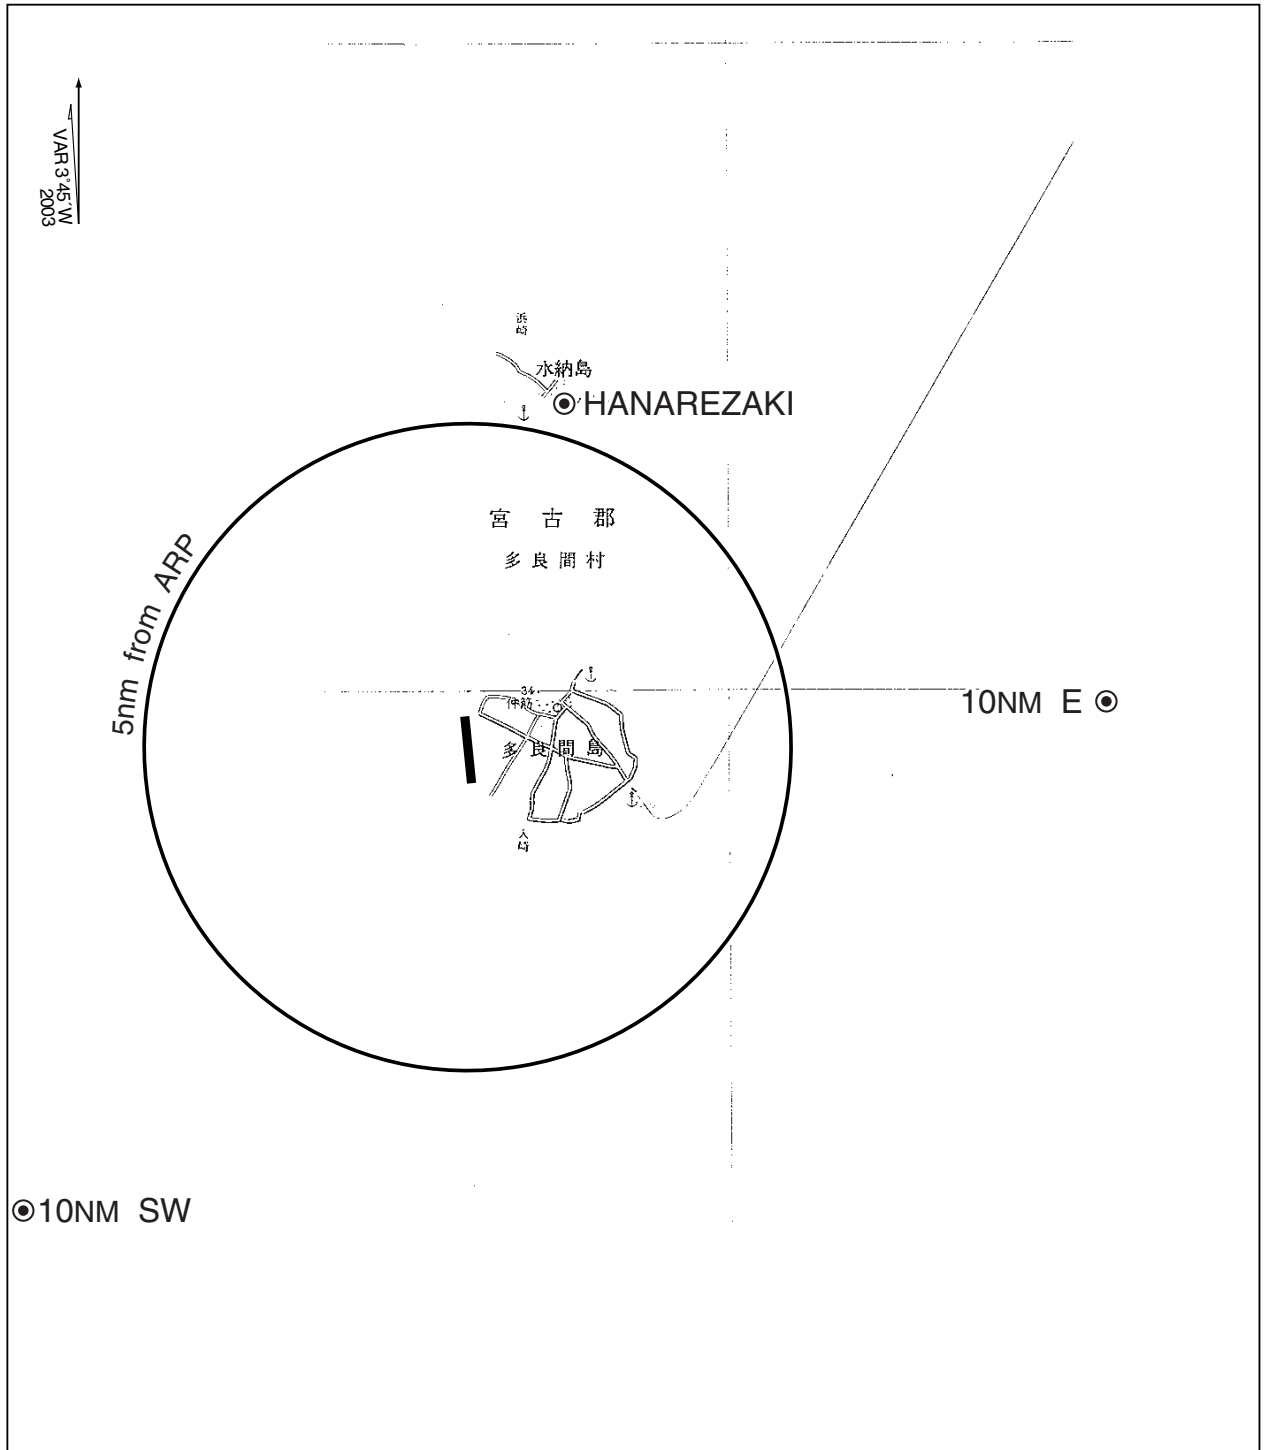 VAR 3°45′W
2003
浜崎
水納島
HANAREZAKI
宮古郡
多良間村
5nm from ARP
34
仲筋
10NM E
多良間島
10NM SW